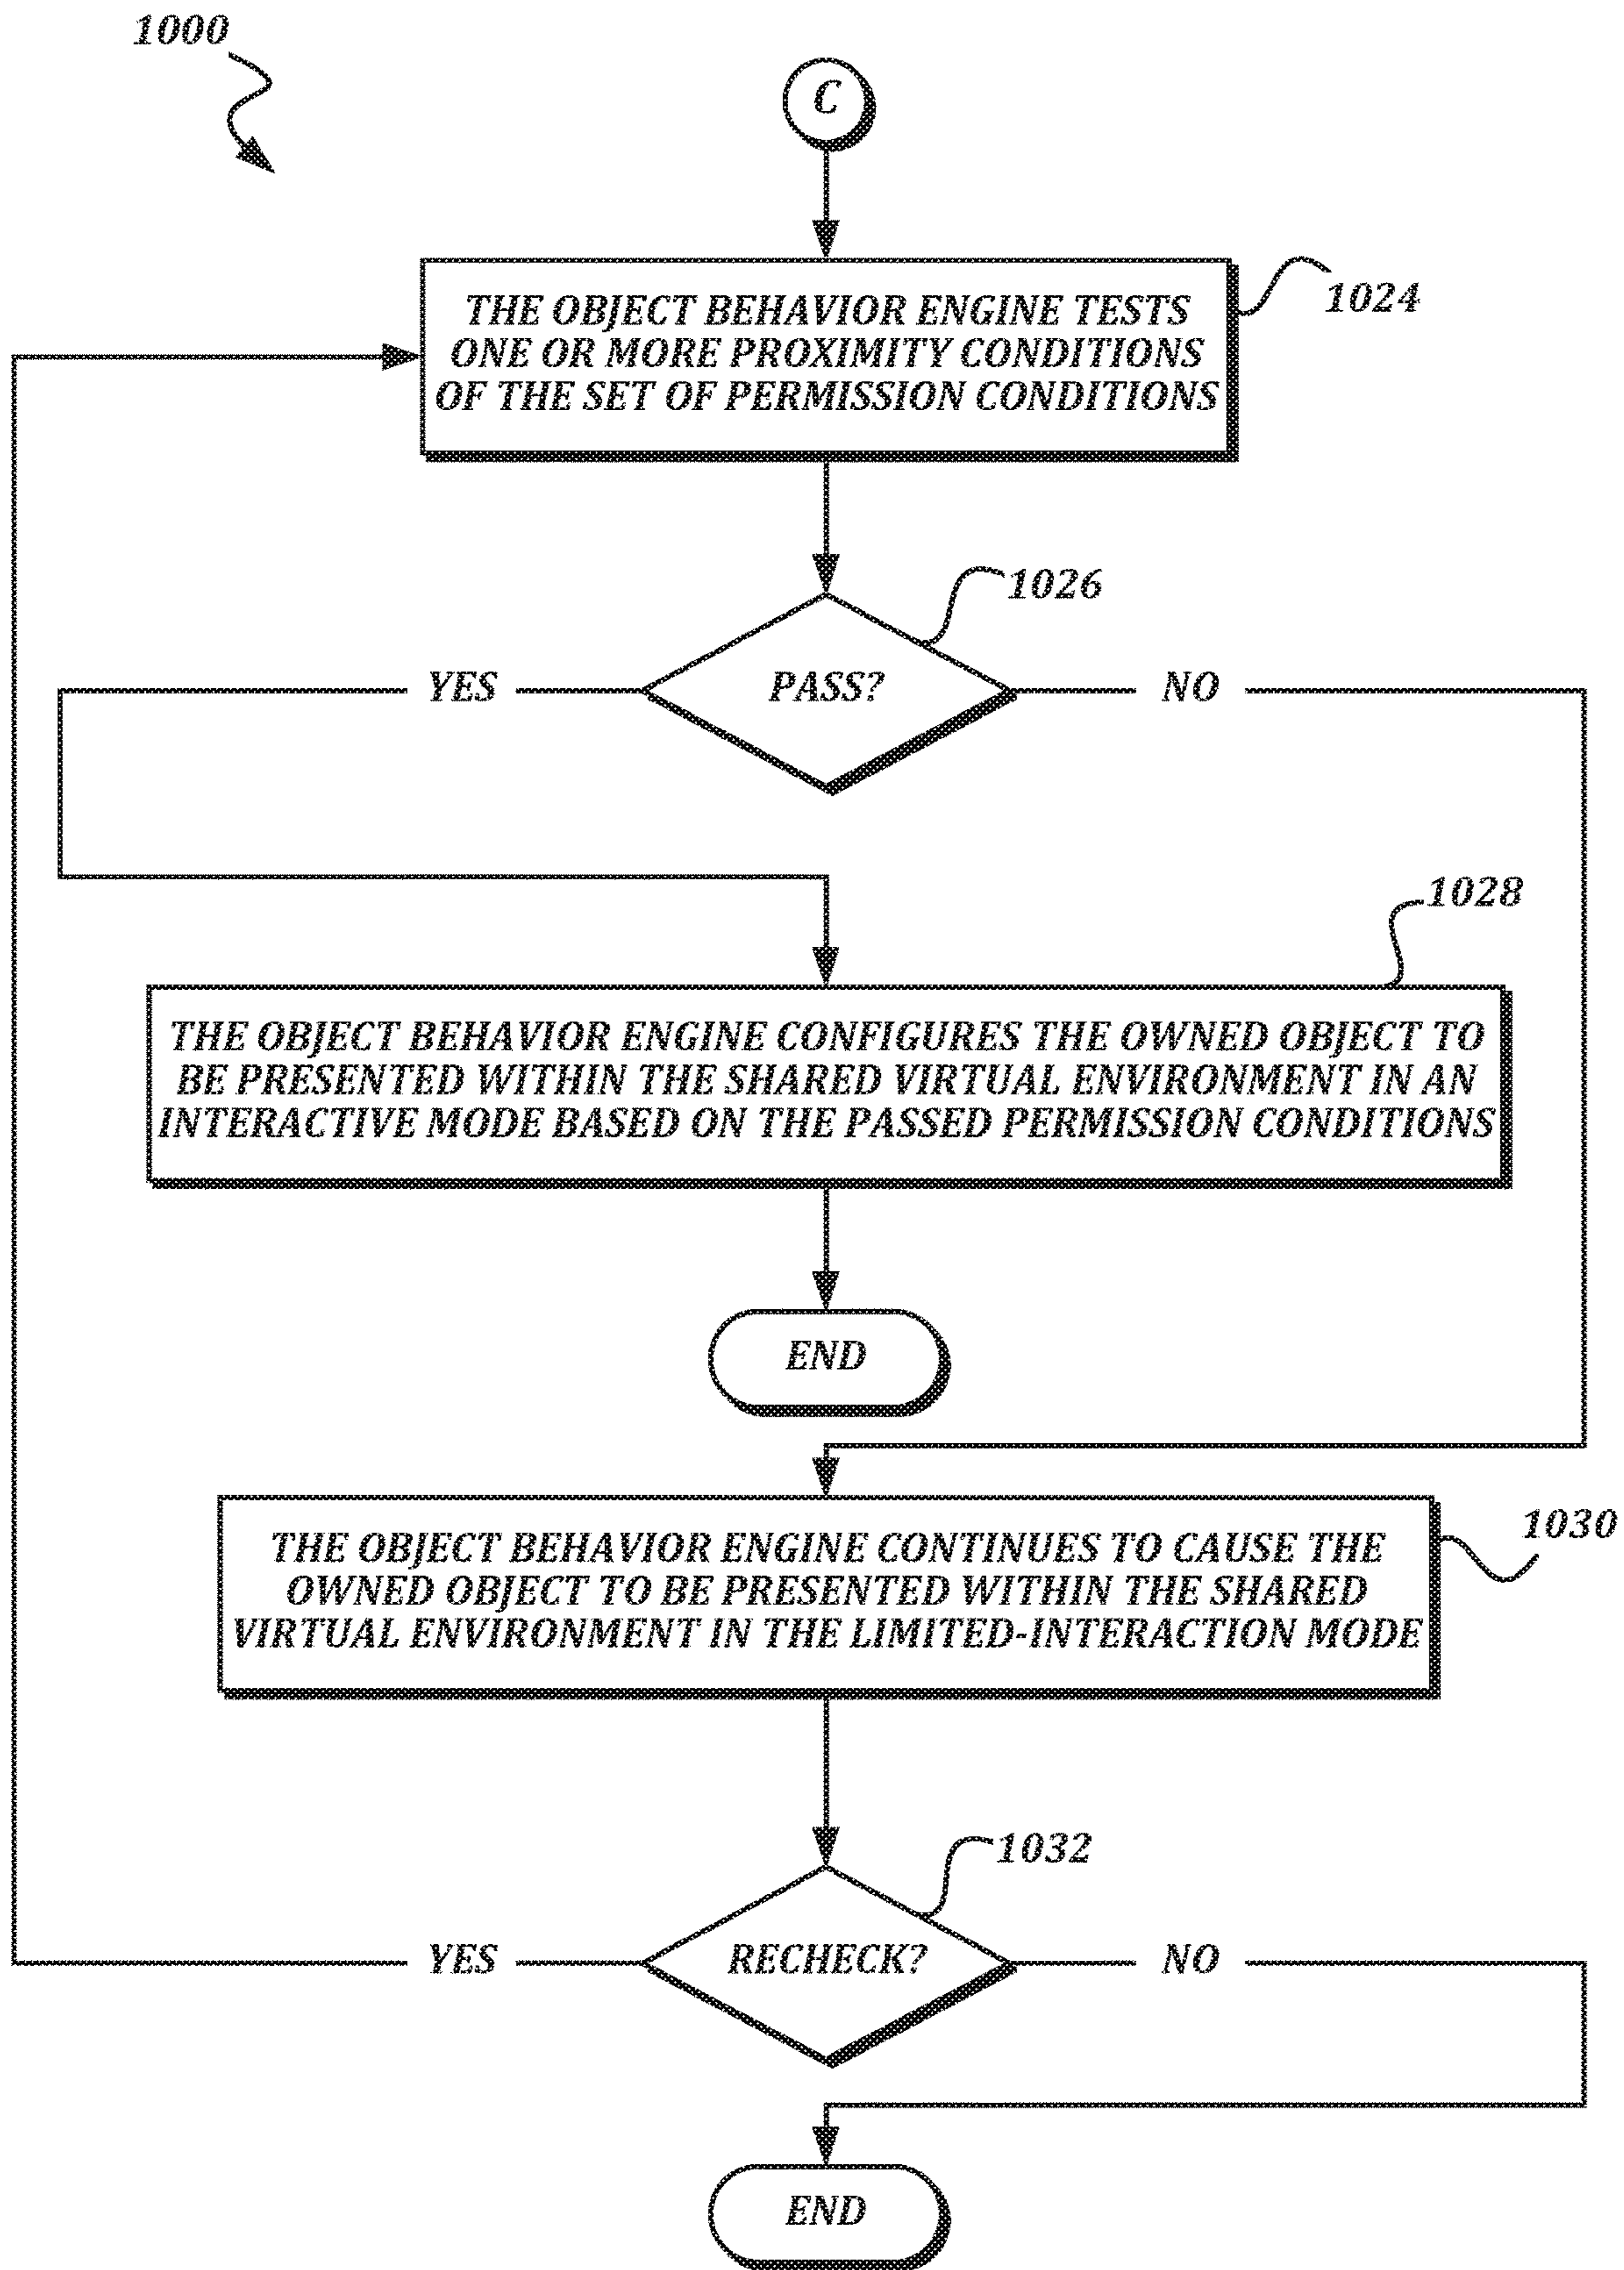 1000
C
THE OBJECT BEHAVIOR ENGINE TESTS
ONE OR MORE PROXIMITY CONDITIONS
OF THE SET OF PERMISSION CONDITIONS
1024
1026
YES
PASS?
NO
1028
THE OBJECT BEHAVIOR ENGINE CONFIGURES THE OWNED OBJECT TO
BE PRESENTED WITHIN THE SHARED VIRTUAL ENVIRONMENT IN AN
INTERACTIVE MODE BASED ON THE PASSED PERMISSION CONDITIONS
END
1030
THE OBJECT BEHAVIOR ENGINE CONTINUES TO CAUSE THE
OWNED OBJECT TO BE PRESENTED WITHIN THE SHARED
VIRTUAL ENVIRONMENT IN THE LIMITED-INTERACTION MODE
1032
YES
RECHECK?
NO
END